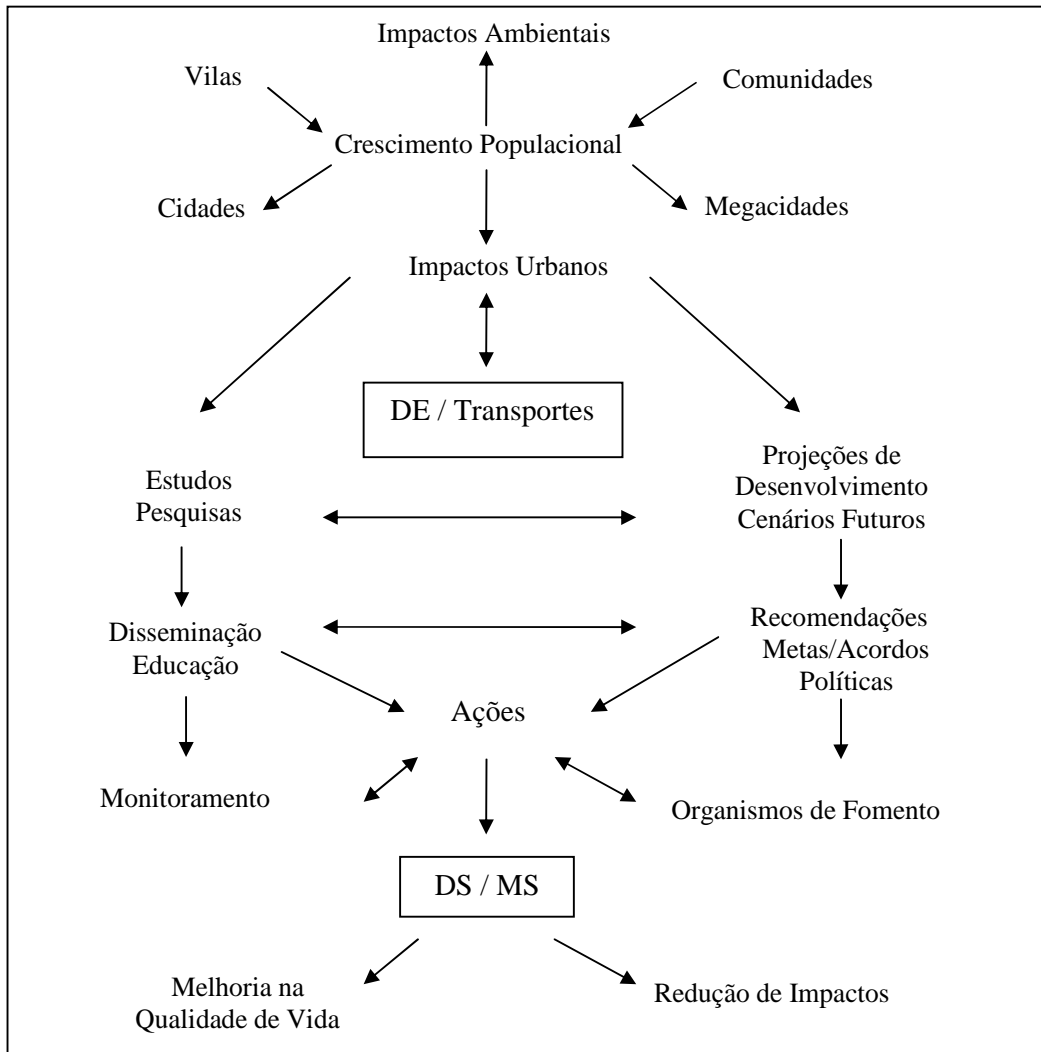 Impactos Ambientais
Vilas
Comunidades
Crescimento Populacional
Cidades
Megacidades
Impactos Urbanos
DE / Transportes
Estudos
Pesquisas
Projeções de
Desenvolvimento
Cenários Futuros
Disseminação
Educação
Recomendações
Metas/Acordos
Políticas
Ações
Monitoramento
Organismos de Fomento
DS / MS
Melhoria na
Qualidade de Vida
Redução de Impactos